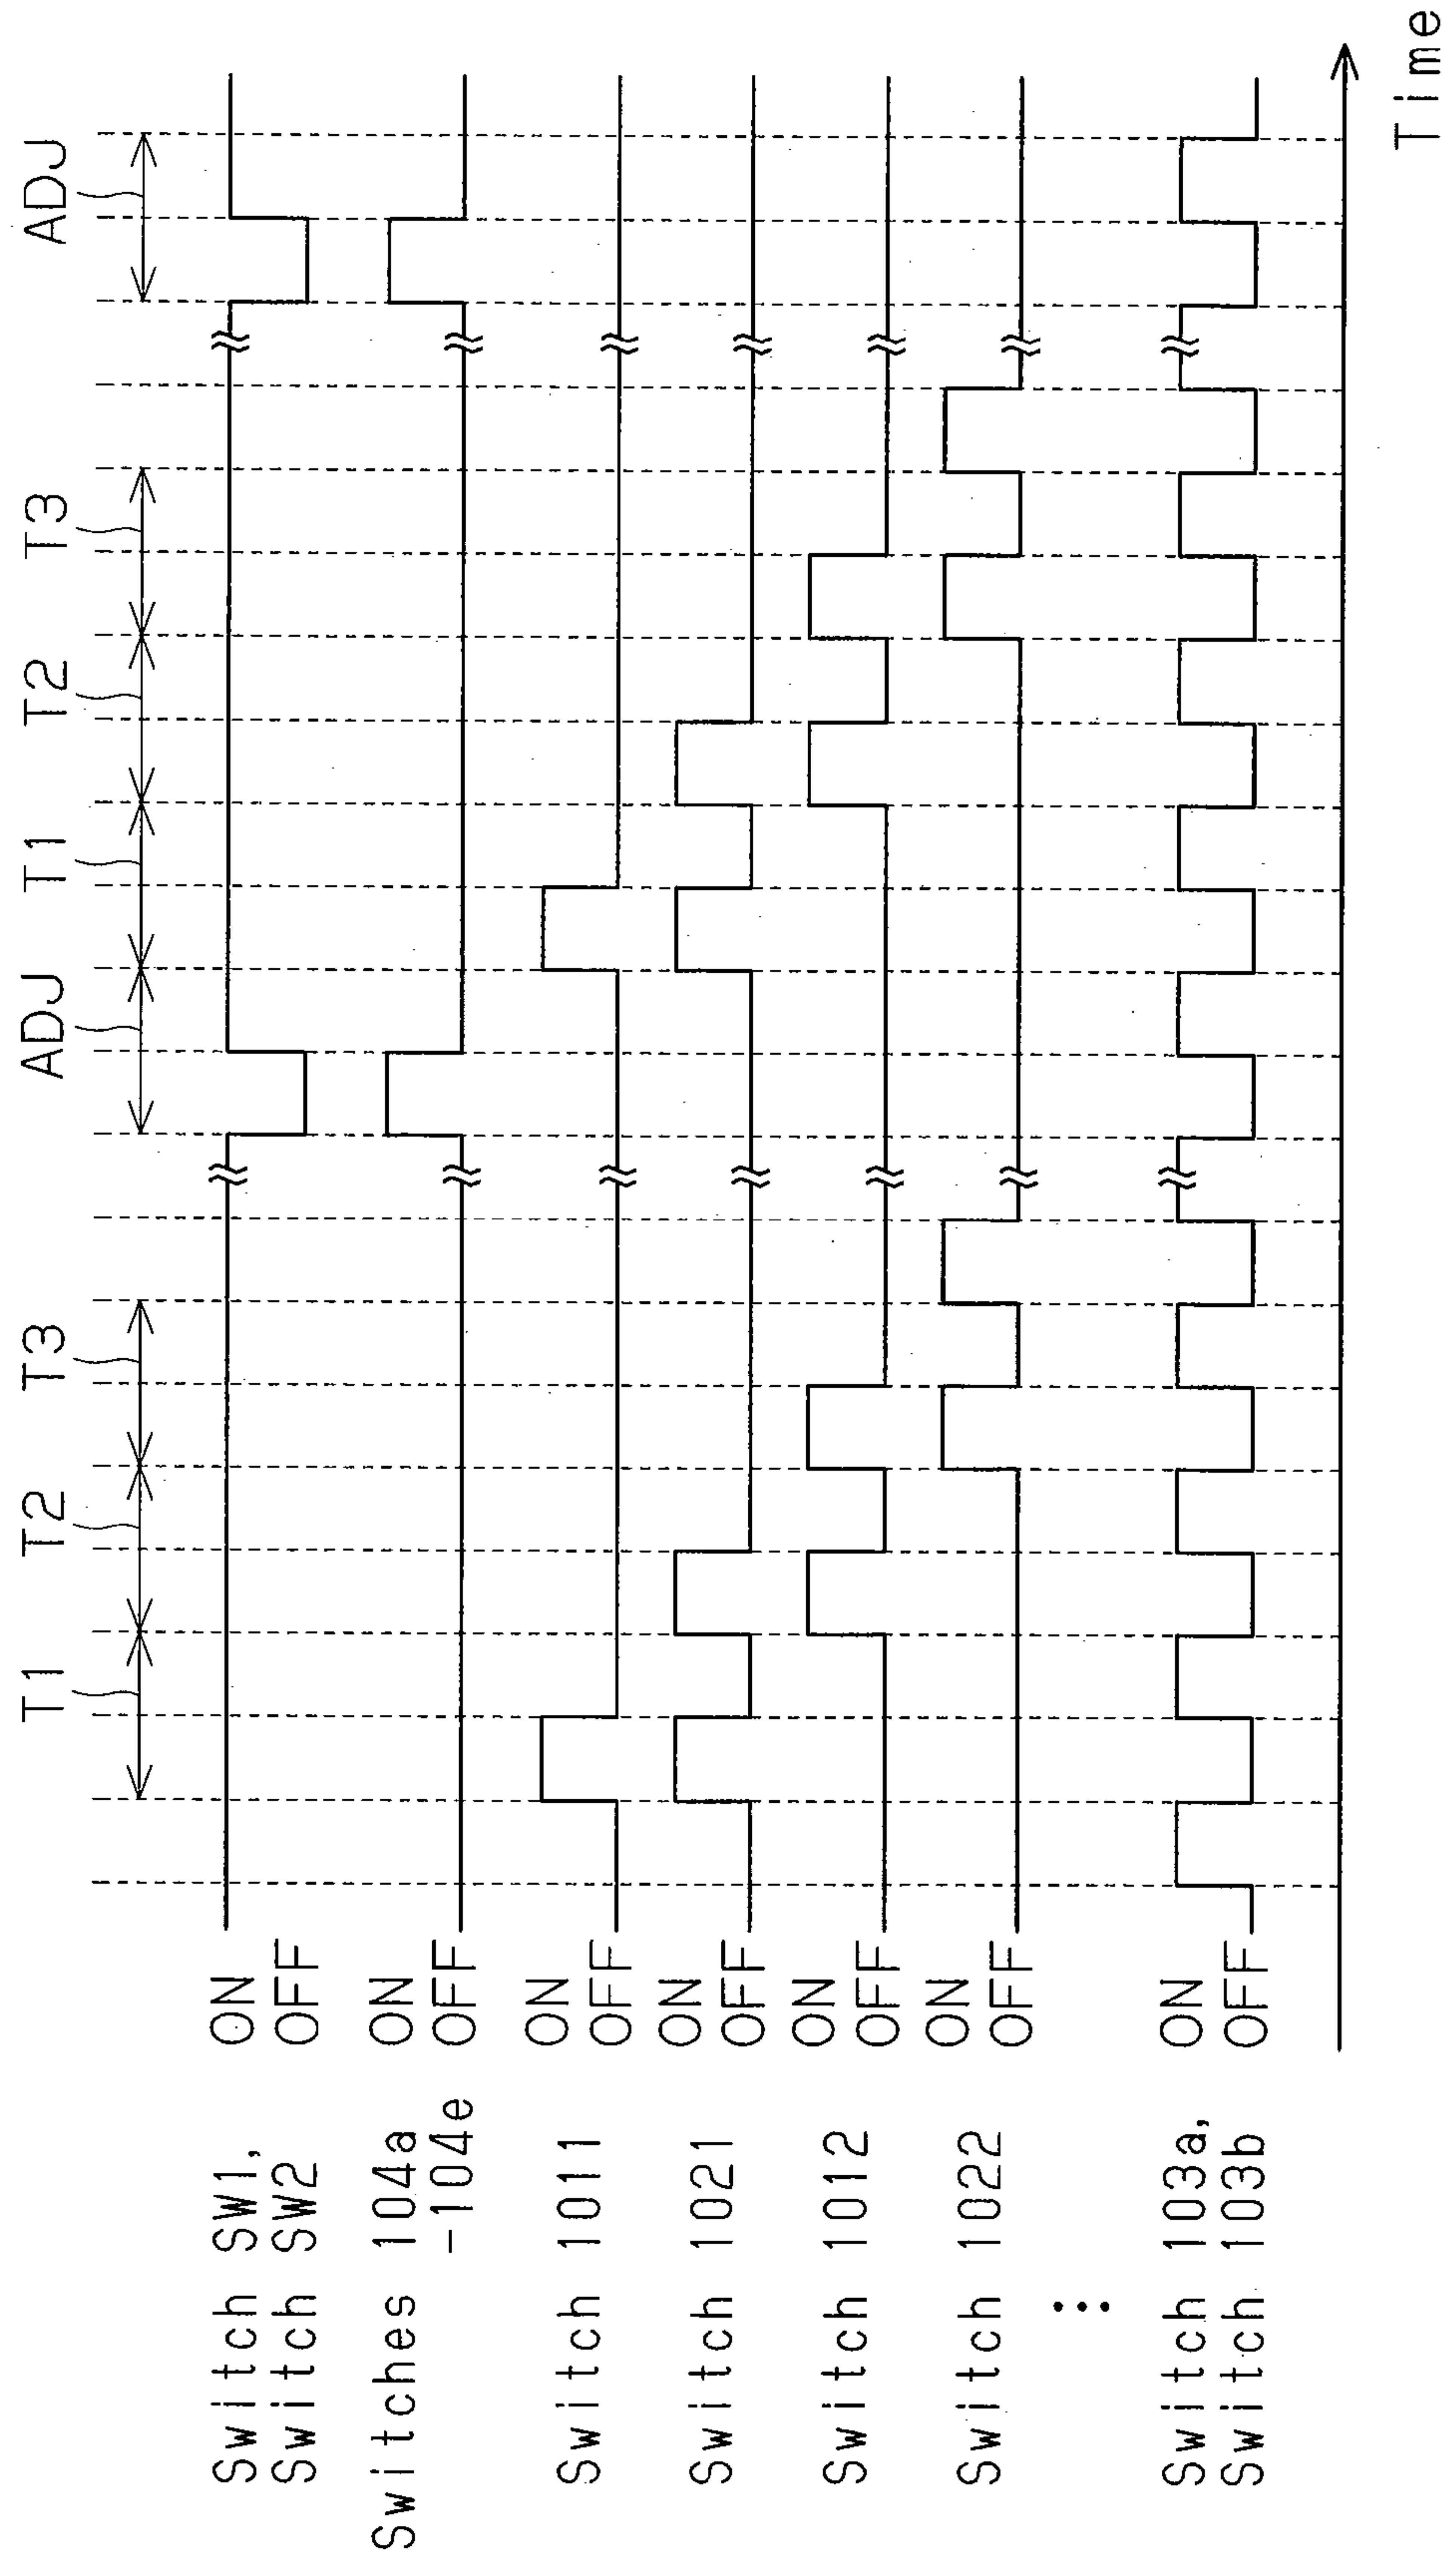 T1
T2
T3
ADJ
T1
T2
T3
ADJ
Switch SW1,
Switch SW2
ON
OFF
Switches 104a
-104e
ON
OFF
Switch 1011
ON
OFF
Switch 1021
ON
OFF
Switch 1012
ON
OFF
Switch 1022
ON
OFF
Switch 103a,
Switch 103b
ON
OFF
Time